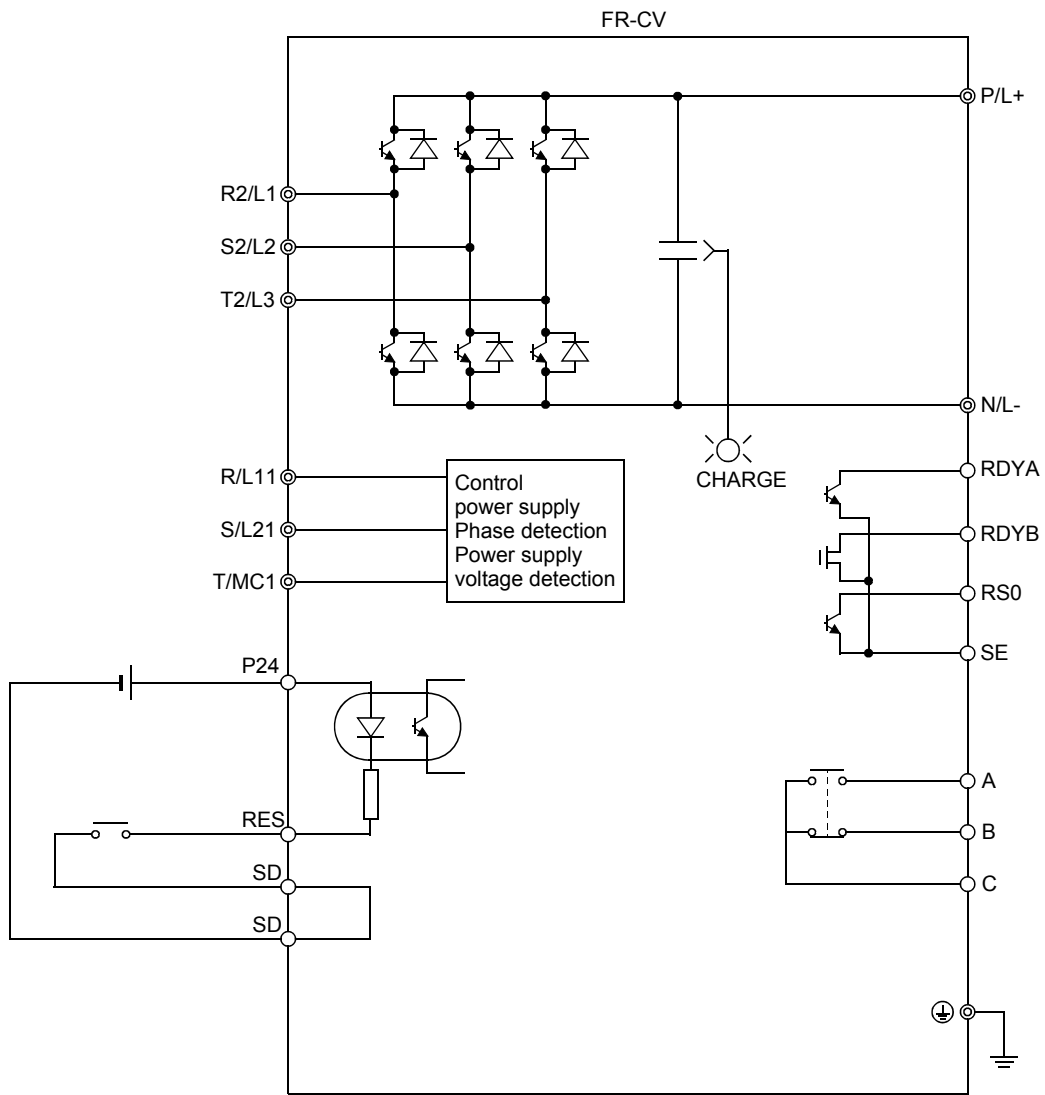 FR-CV
P/L+
R2/L1
S2/L2
T2/L3
N/L-
CHARGE
R/L11
S/L21
T/MC1
Control
power supply
Phase detection
Power supply
voltage detection
RDYA
RDYB
RS0
SE
P24
RES
SD
SD
A
B
C